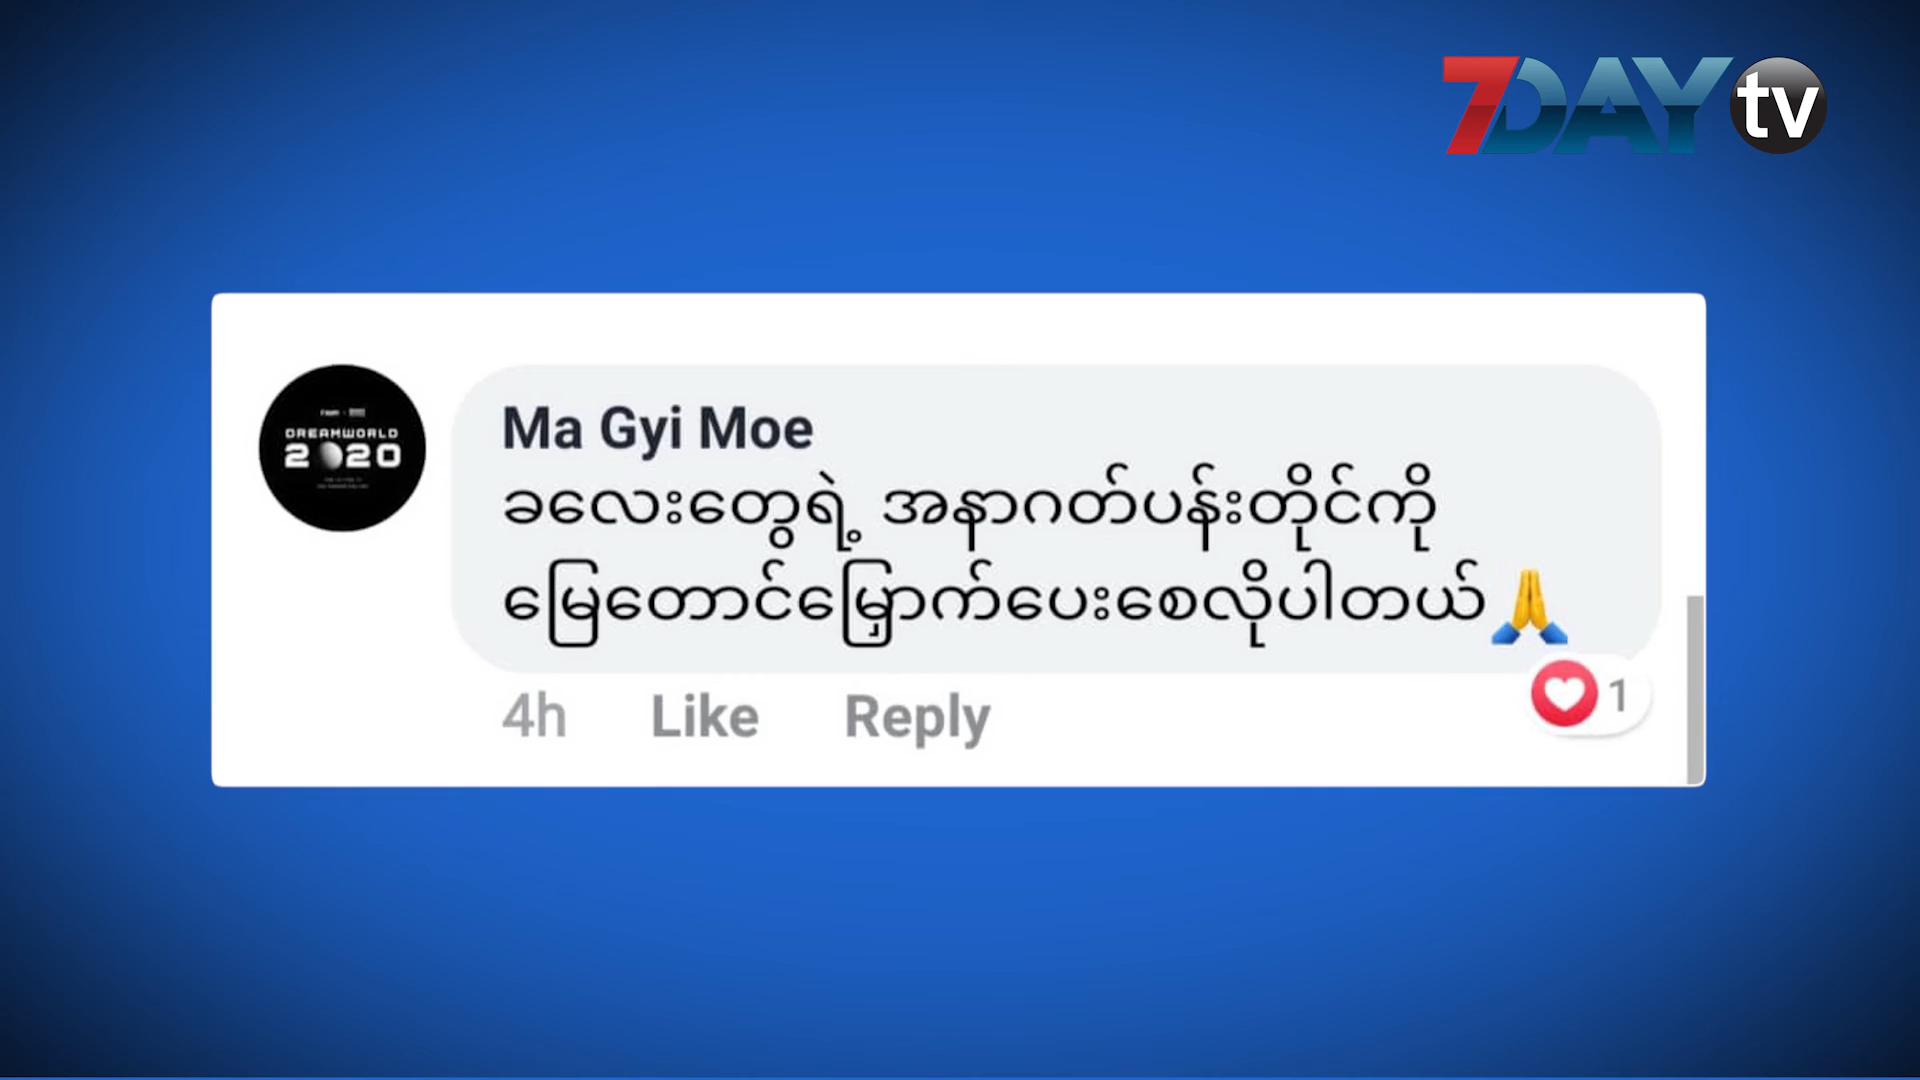 7DAY tv
DREAMWORLD
2020
Ma Gyi Moe
ခလေးတွေရဲ့ အနာဂတ်ပန်းတိုင်ကို
မြေတောင်မြှောက်ပေးစေလိုပါတယ်🙏
4h Like Reply
1